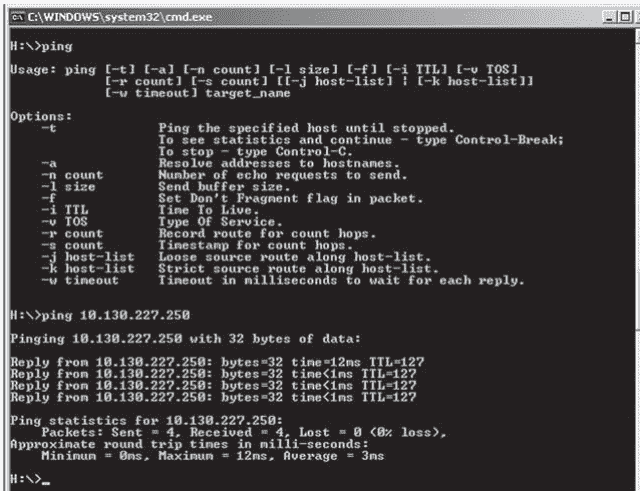 C:\WINDOWS\system32\cmd.exe
H:\>ping
Usage: ping [-t] [-a] [-n count] [-l size] [-f] [-i TTL] [-v TOS]
[-r count] [-s count] [[-j host-list] | [-k host-list]]
[-w timeout] target_name
Options:
-t Ping the specified host until stopped.
To see statistics and continue - type Control-Break;
To stop - type Control-C.
-a Resolve addresses to hostnames.
-n count Number of echo requests to send.
-l size Send buffer size.
-f Set Don't Fragment flag in packet.
-i TTL Time To Live.
-v TOS Type Of Service.
-r count Record route for count hops.
-s count Timestamp for count hops.
-j host-list Loose source route along host-list.
-k host-list Strict source route along host-list.
-w timeout Timeout in milliseconds to wait for each reply.
H:\>ping 10.130.227.250
Pinging 10.130.227.250 with 32 bytes of data:
Reply from 10.130.227.250: bytes=32 time=12ms TTL=127
Reply from 10.130.227.250: bytes=32 time<1ms TTL=127
Reply from 10.130.227.250: bytes=32 time<1ms TTL=127
Reply from 10.130.227.250: bytes=32 time<1ms TTL=127
Ping statistics for 10.130.227.250:
Packets: Sent = 4, Received = 4, Lost = 0 (0% loss),
Approximate round trip times in milli-seconds:
Minimum = 0ms, Maximum = 12ms, Average = 3ms
H:\>_